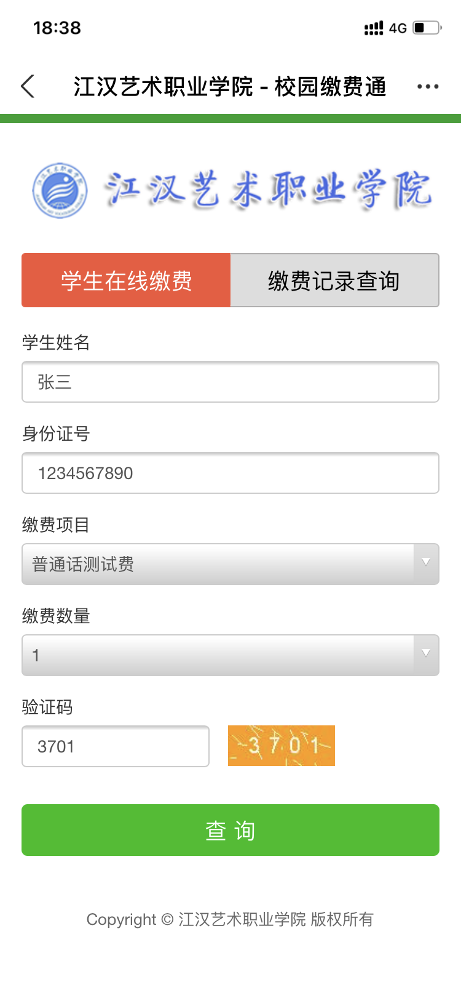 18:38
4G
江汉艺术职业学院 - 校园缴费通
江汉艺术职业学院
学生在线缴费
缴费记录查询
学生姓名
张三
身份证号
1234567890
缴费项目
普通话测试费
缴费数量
1
验证码
3701
3701
查 询
Copyright © 江汉艺术职业学院 版权所有